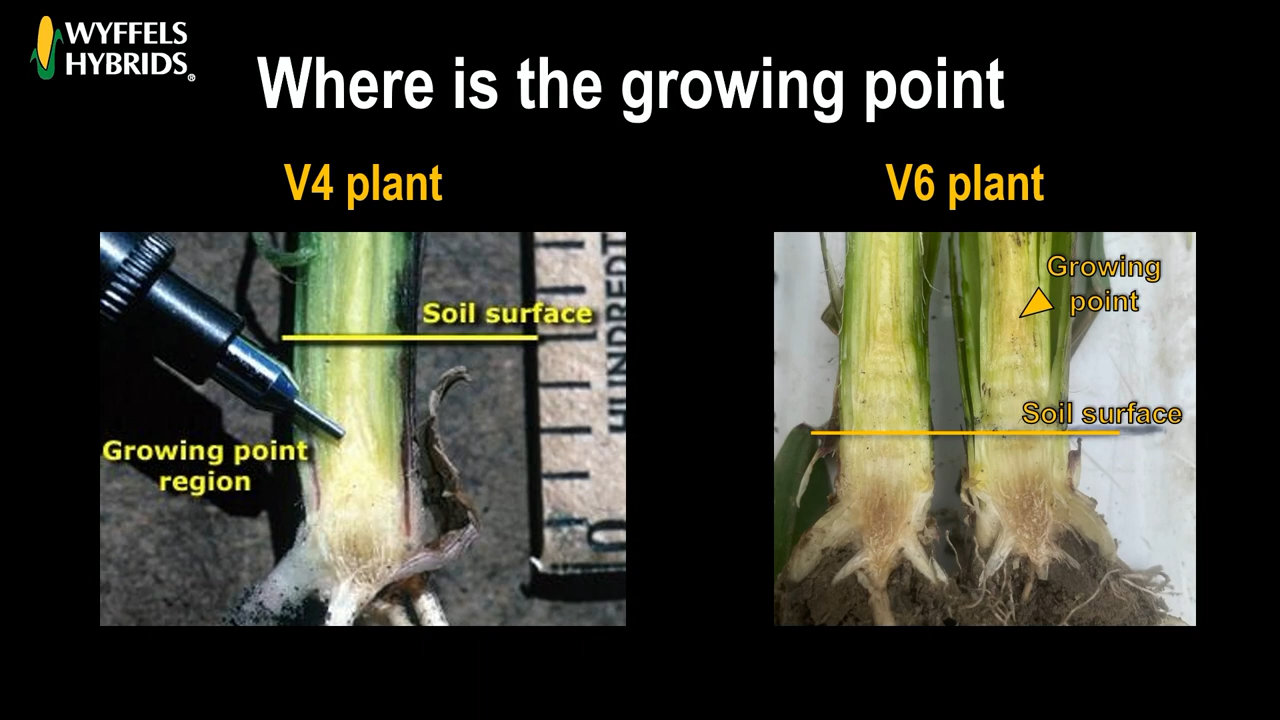 WYFFELS
HYBRIDS®
Where is the growing point
V4 plant
V6 plant
Soil surface
Growing point
region
0
Growing
point
Soil surface